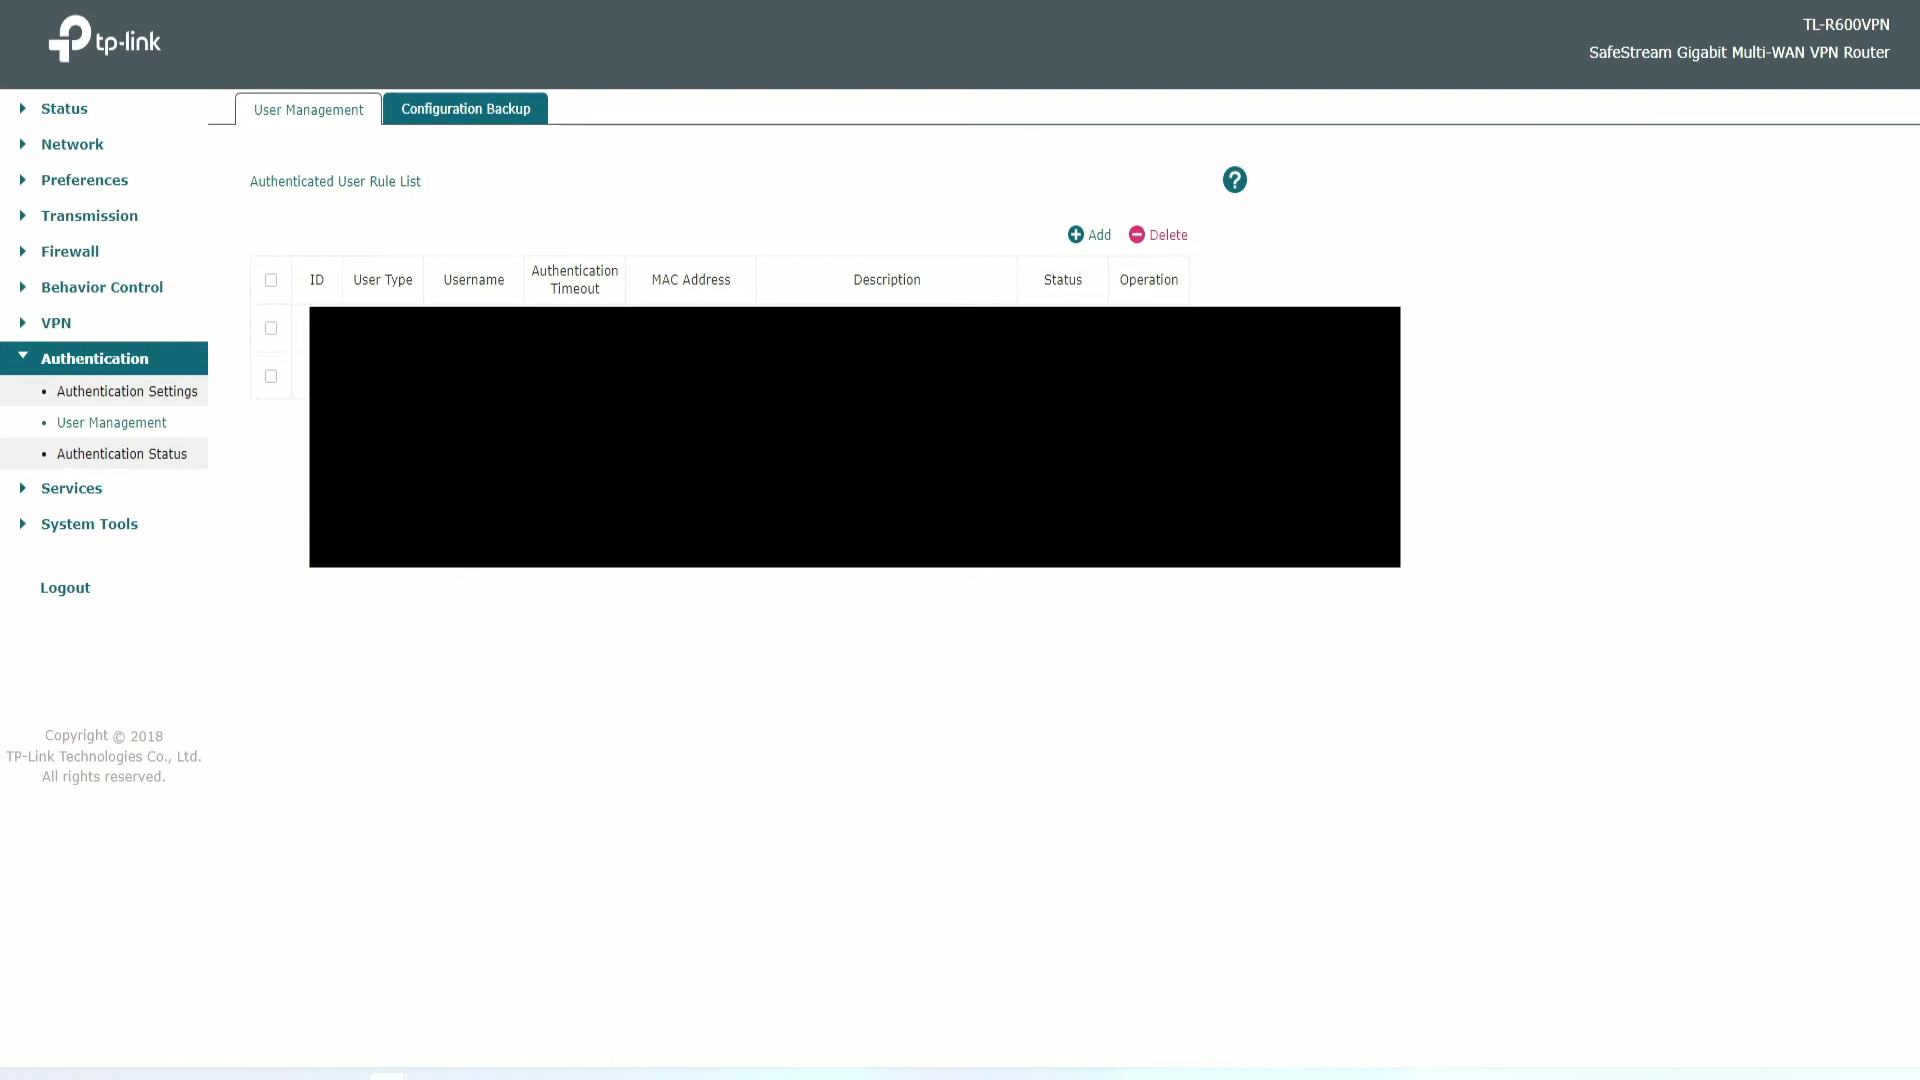 tp-link
TL-R600VPN
SafeStream Gigabit Multi-WAN VPN Router
Status
Network
Preferences
Transmission
Firewall
Behavior Control
VPN
Authentication
Authentication Settings
User Management
Authentication Status
Services
System Tools
Logout
Copyright © 2018
TP-Link Technologies Co., Ltd.
All rights reserved.
User Management
Configuration Backup
Authenticated User Rule List
?
Add
Delete
ID
User Type
Username
Authentication
Timeout
MAC Address
Description
Status
Operation